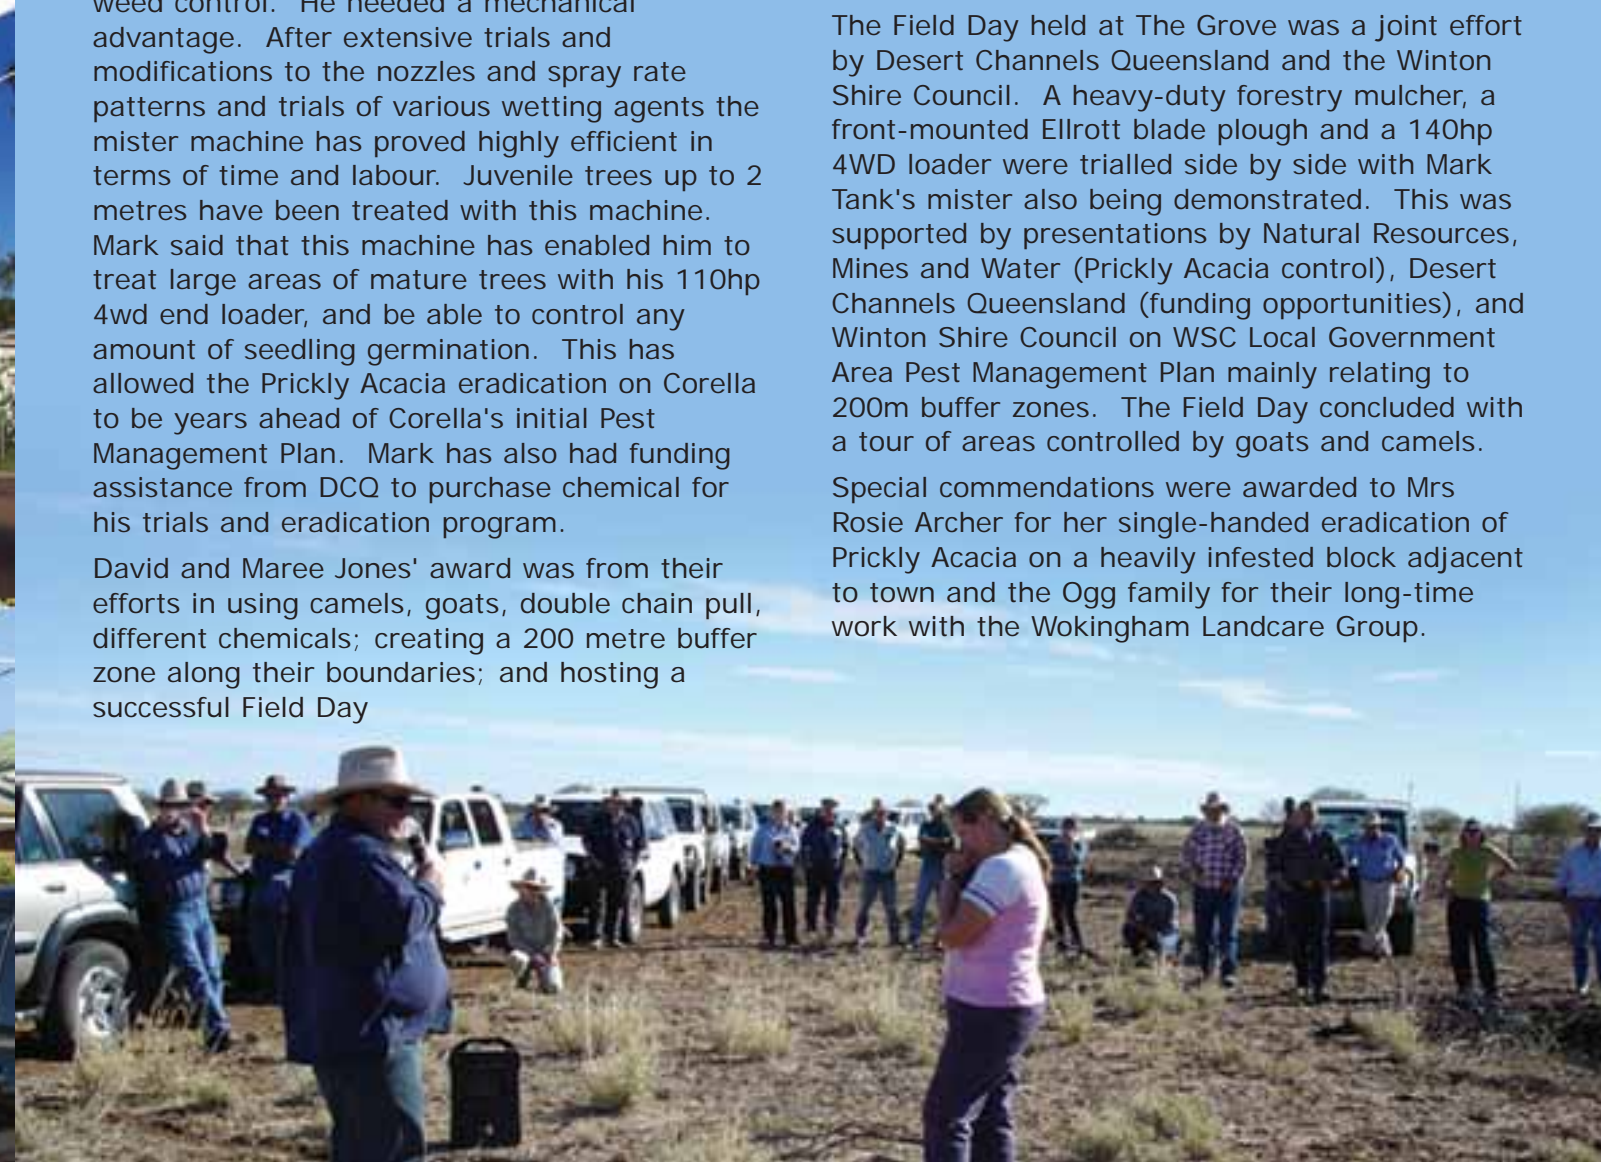 weed control. He needed a mechanical
advantage. After extensive trials and
modifications to the nozzles and spray rate
patterns and trials of various wetting agents the
mister machine has proved highly efficient in
terms of time and labour. Juvenile trees up to 2
metres have been treated with this machine.
Mark said that this machine has enabled him to
treat large areas of mature trees with his 110hp
4wd end loader, and be able to control any
amount of seedling germination. This has
allowed the Prickly Acacia eradication on Corella
to be years ahead of Corella's initial Pest
Management Plan. Mark has also had funding
assistance from DCQ to purchase chemical for
his trials and eradication program.
David and Maree Jones' award was from their
efforts in using camels, goats, double chain pull,
different chemicals; creating a 200 metre buffer
zone along their boundaries; and hosting a
successful Field Day
The Field Day held at The Grove was a joint effort
by Desert Channels Queensland and the Winton
Shire Council. A heavy-duty forestry mulcher, a
front-mounted Ellrott blade plough and a 140hp
4WD loader were trialled side by side with Mark
Tank's mister also being demonstrated. This was
supported by presentations by Natural Resources,
Mines and Water (Prickly Acacia control), Desert
Channels Queensland (funding opportunities), and
Winton Shire Council on WSC Local Government
Area Pest Management Plan mainly relating to
200m buffer zones. The Field Day concluded with
a tour of areas controlled by goats and camels.
Special commendations were awarded to Mrs
Rosie Archer for her single-handed eradication of
Prickly Acacia on a heavily infested block adjacent
to town and the Ogg family for their long-time
work with the Wokingham Landcare Group.